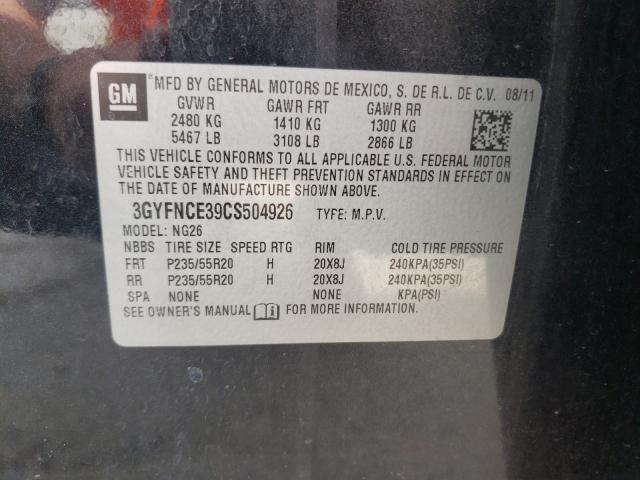 GM MFD BY GENERAL MOTORS DE MEXICO, S. DE R.L. DE C.V. 08/11
GVWR GAWR FRT GAWR RR
2480 KG 1410 KG 1300 KG
5467 LB 3108 LB 2866 LB
THIS VEHICLE CONFORMS TO ALL APPLICABLE U.S. FEDERAL MOTOR
VEHICLE SAFETY AND THEFT PREVENTION STANDARDS IN EFFECT ON
THE DATE OF MANUFACTURE SHOWN ABOVE.
3GYFNCE39CS504926 TYPE: M.P.V.
MODEL: NG26
NBBS TIRE SIZE SPEED RTG RIM COLD TIRE PRESSURE
FRT P235/55R20 H 20X8J 240KPA(35PSI)
RR P235/55R20 H 20X8J 240KPA(35PSI)
SPA NONE NONE KPA(PSI)
SEE OWNER'S MANUAL FOR MORE INFORMATION.